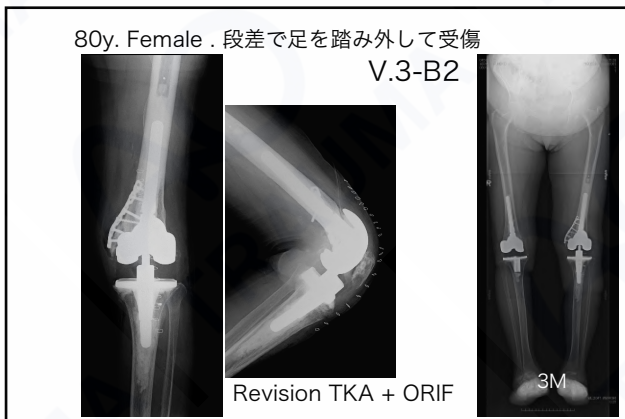 80y. Female . 段差で足を踏み外して受傷
V.3-B2
Revision TKA + ORIF
3M